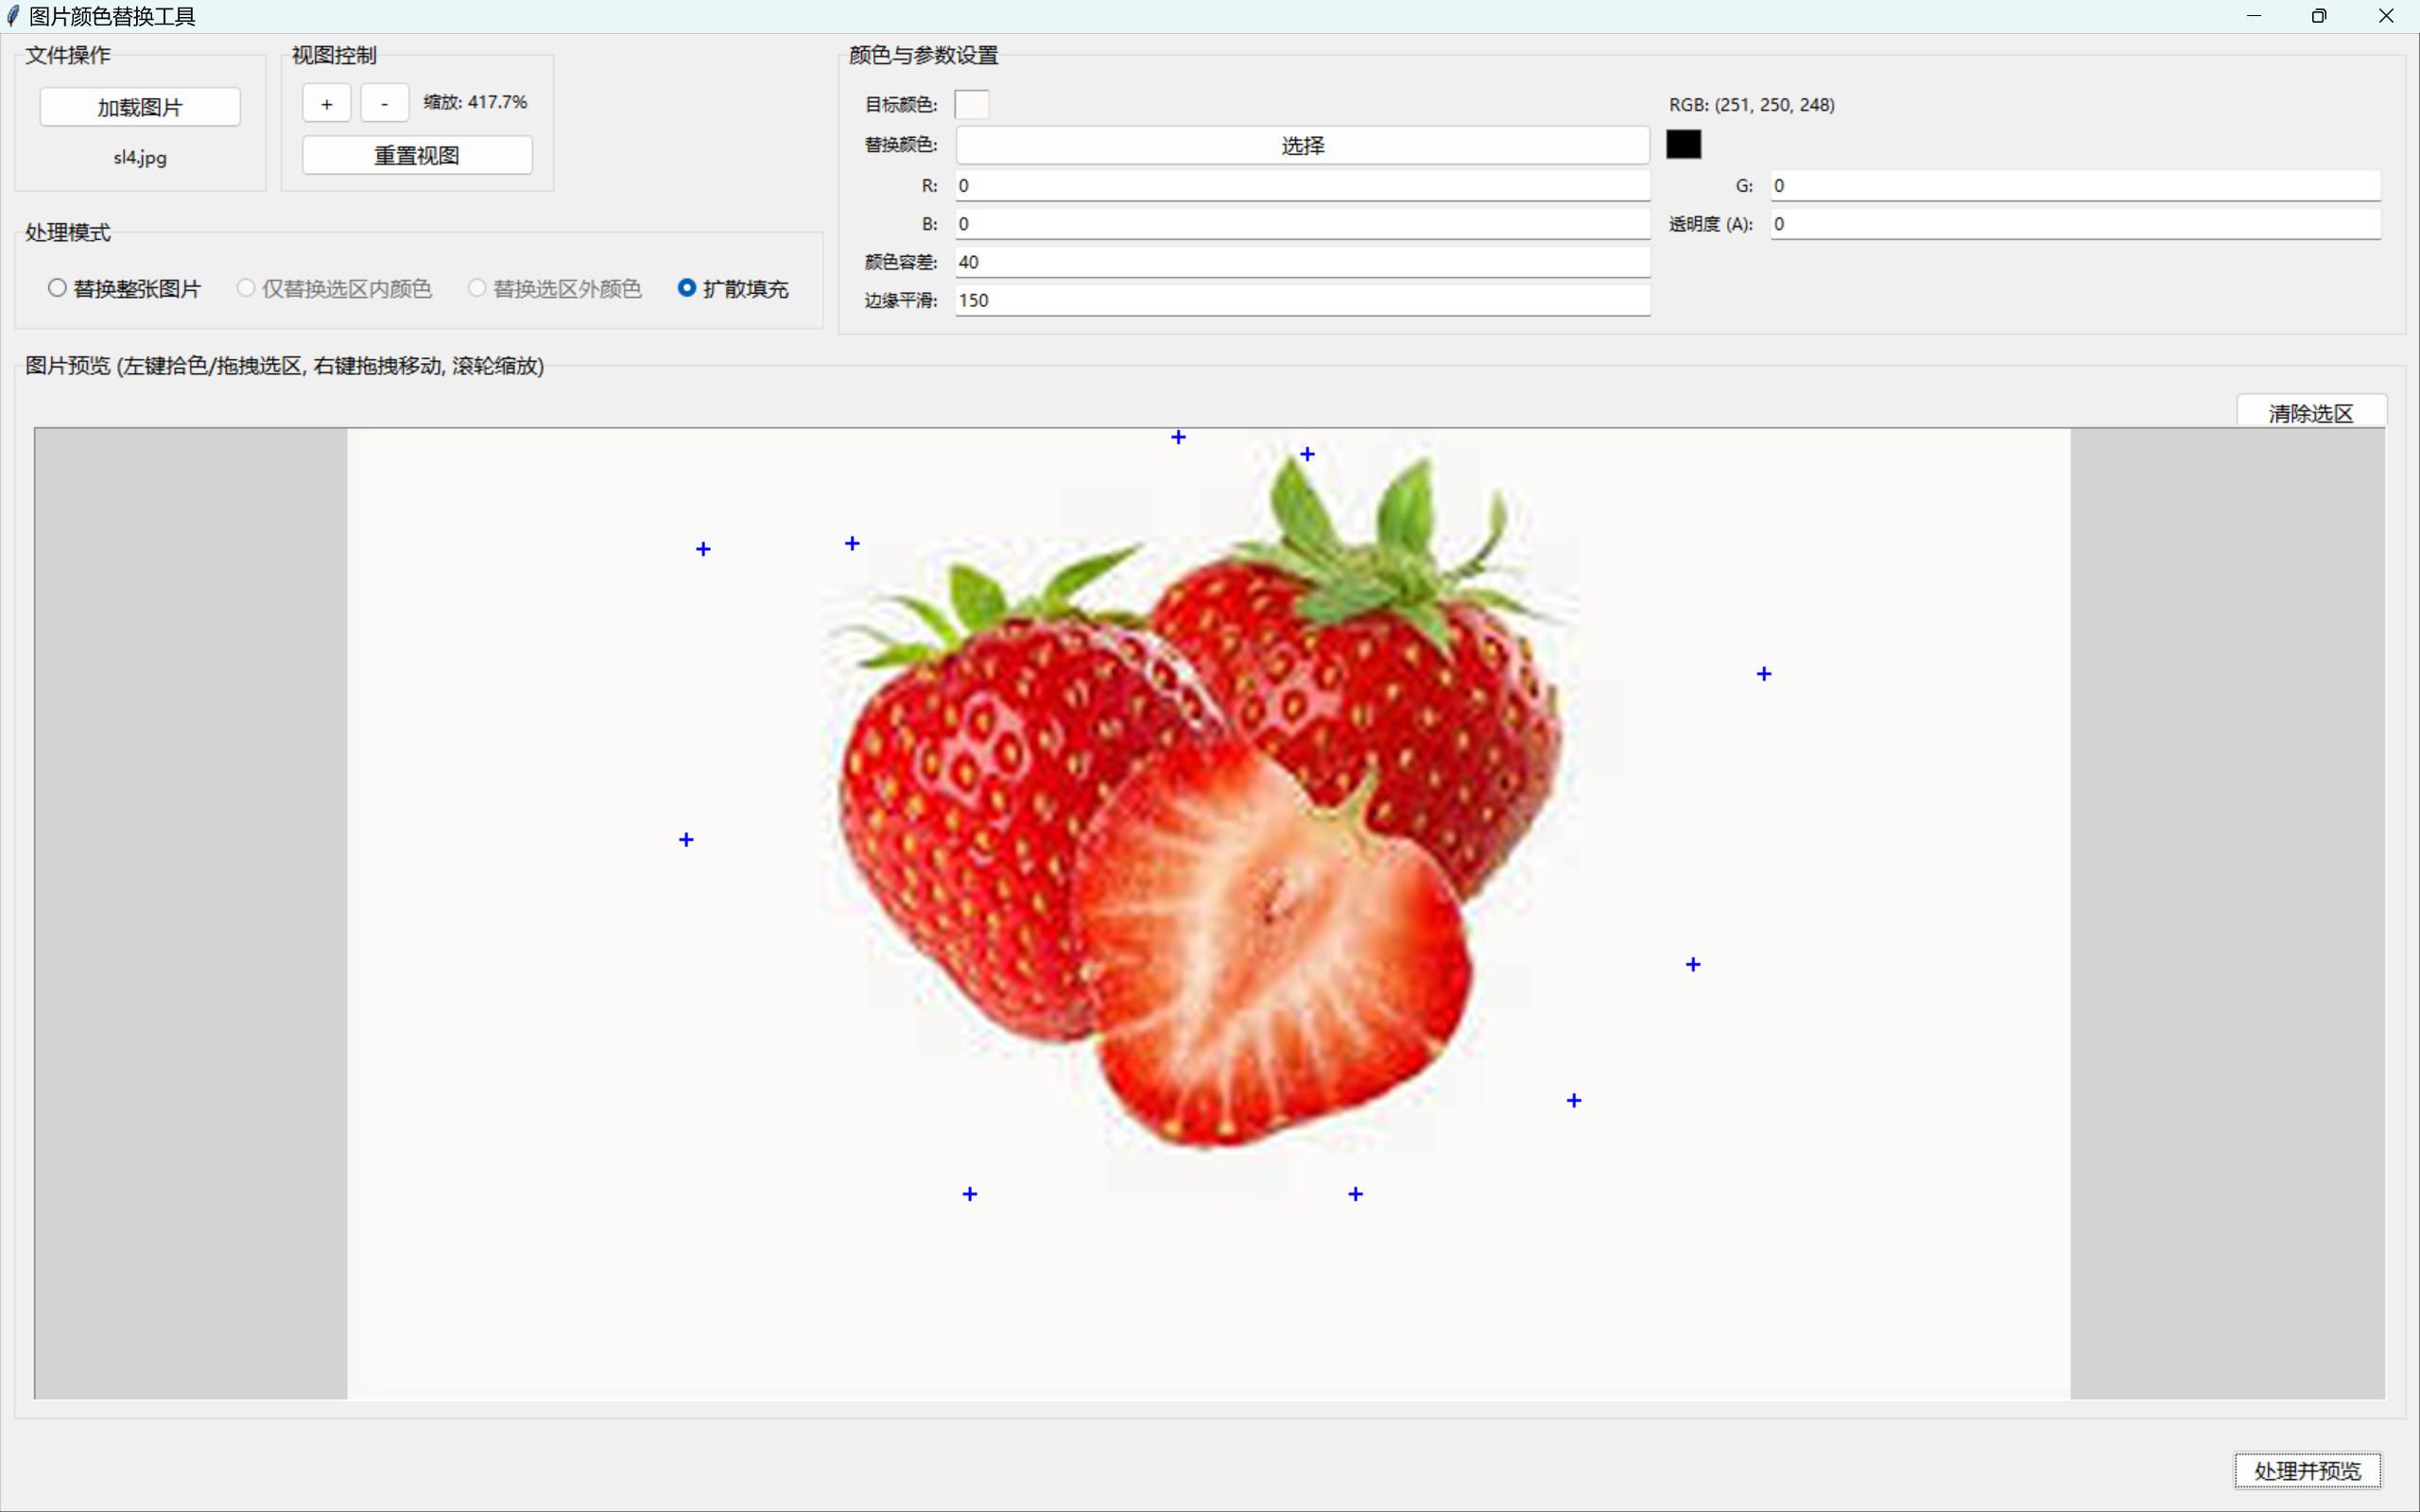 图片颜色替换工具
文件操作
加载图片
sl4.jpg
视图控制
+ - 缩放: 417.7%
重置视图
处理模式
替换整张图片 仅替换选区内颜色 替换选区外颜色 扩散填充
颜色与参数设置
目标颜色: RGB: (251, 250, 248)
替换颜色: 选择
R: 0 G: 0
B: 0 透明度 (A): 0
颜色容差: 40
边缘平滑: 150
图片预览 (左键拾色/拖拽选区, 右键拖拽移动, 滚轮缩放)
清除选区
处理并预览